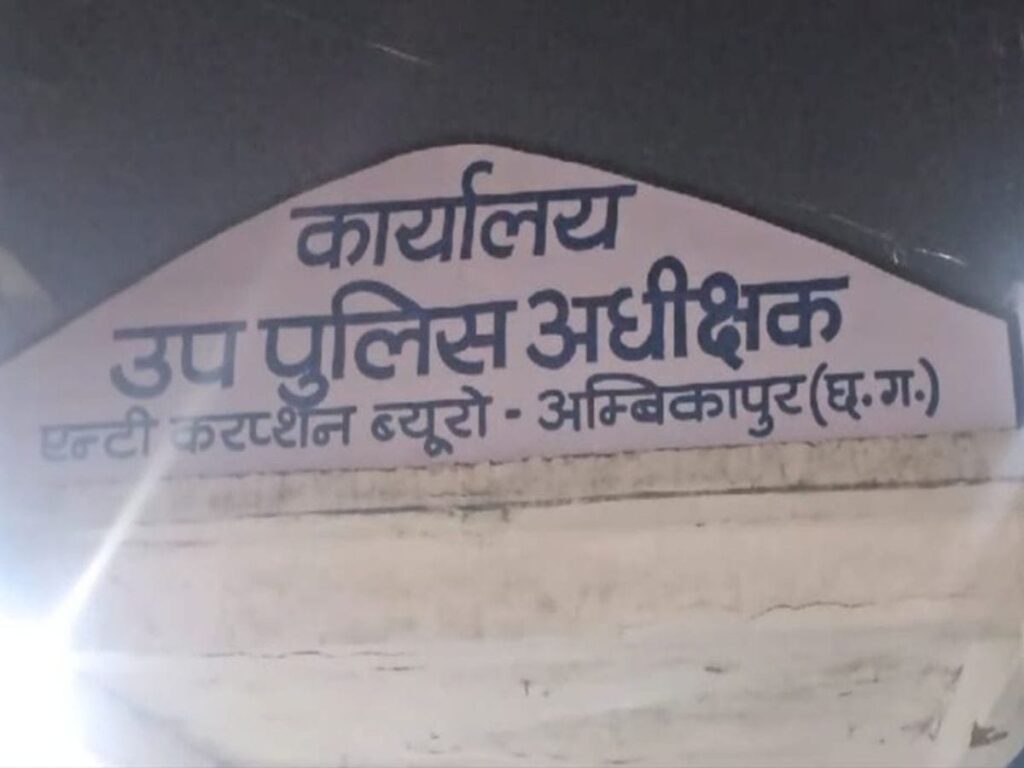 कार्यालय
उप पुलिस अधीक्षक
एन्टी करप्शन ब्यूरो - अम्बिकापुर (छ.ग.)